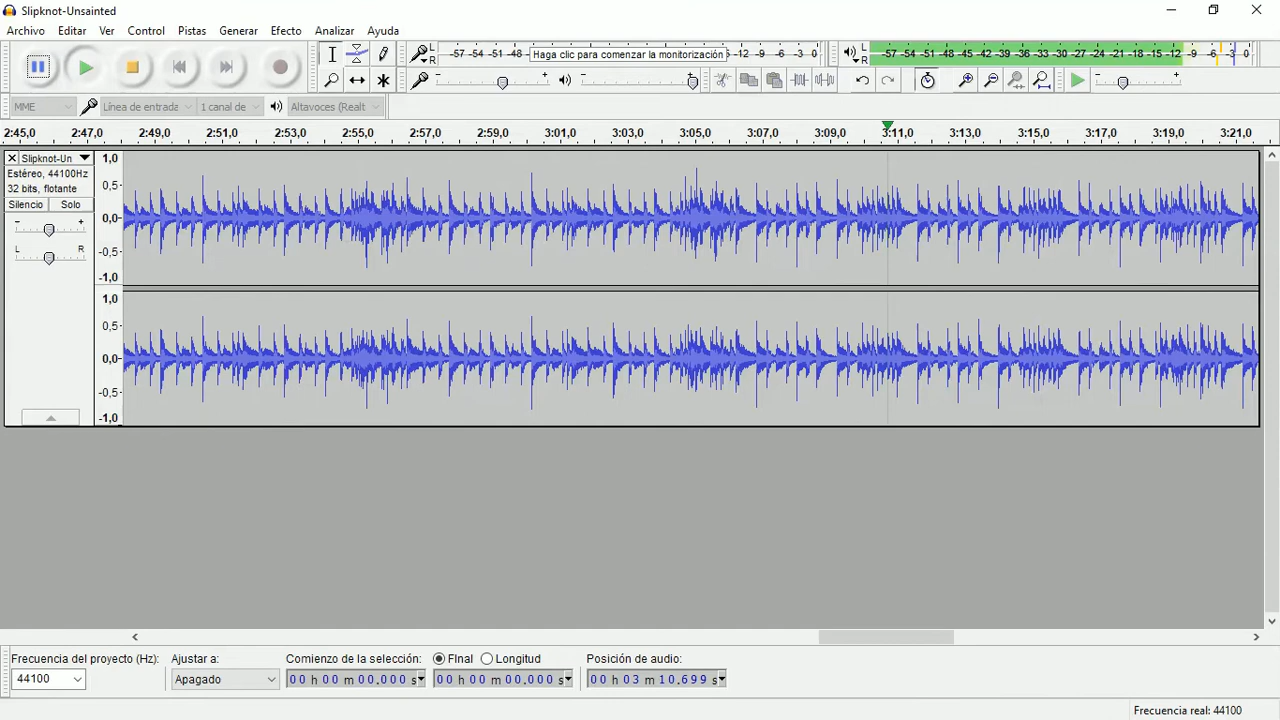 Slipknot-Unsainted
Archivo Editar Ver Control Pistas Generar Efecto Analizar Ayuda
L R -57 -54 -51 -48 Haga clic para comenzar la monitorización -12 -9 -6 -3 0
L R -57 -54 -51 -48 -45 -42 -39 -36 -33 -30 -27 -24 -21 -18 -15 -12 -9 -6 0
MME Línea de entrada 1 canal de Altavoces (Realt
2:45,0 2:47,0 2:49,0 2:51,0 2:53,0 2:55,0 2:57,0 2:59,0 3:01,0 3:03,0 3:05,0 3:07,0 3:09,0 3:11,0 3:13,0 3:15,0 3:17,0 3:19,0 3:21,0
Slipknot-Un
Estéreo, 44100Hz
32 bits, flotante
Silencio Solo
- +
L R
1,0
0,5
0,0
-0,5
-1,0
1,0
0,5
0,0
-0,5
-1,0
Frecuencia del proyecto (Hz): Ajustar a: Comienzo de la selección: FInal Longitud Posición de audio:
44100 Apagado 00 h 00 m 00.000 s 00 h 00 m 00.000 s 00 h 03 m 10.699 s
Frecuencia real: 44100